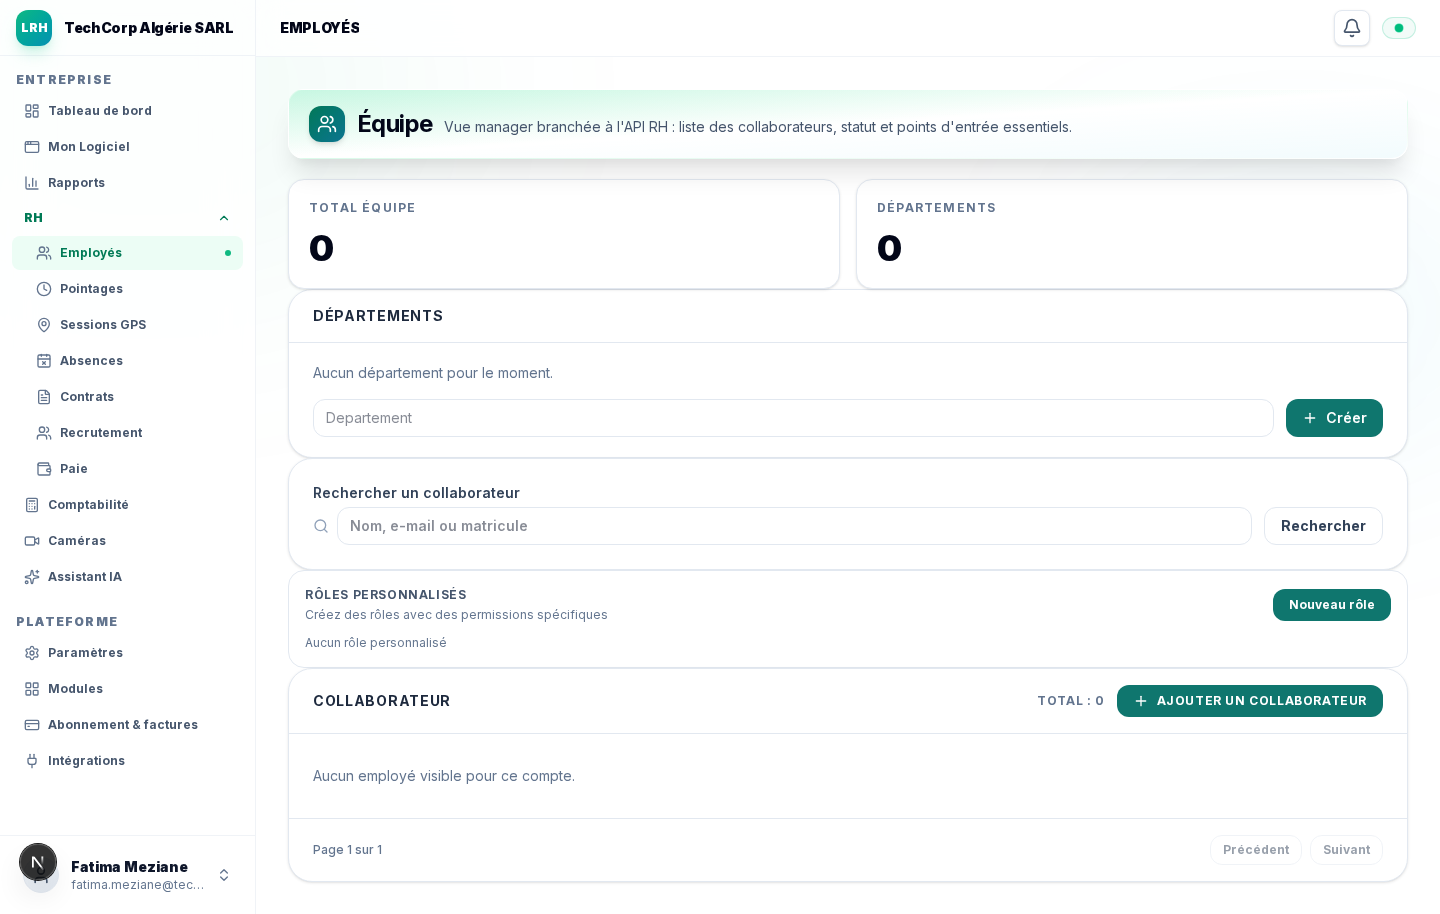 LRH
TechCorp Algérie SARL
EMPLOYÉS
ENTREPRISE
Tableau de bord
Mon Logiciel
Rapports
RH
Employés
Pointages
Sessions GPS
Absences
Contrats
Recrutement
Paie
Comptabilité
Caméras
Assistant IA
PLATEFORME
Paramètres
Modules
Abonnement & factures
Intégrations
N
Fatima Meziane
fatima.meziane@tec...
Équipe
Vue manager branchée à l'API RH : liste des collaborateurs, statut et points d'entrée essentiels.
TOTAL ÉQUIPE
0
DÉPARTEMENTS
0
DÉPARTEMENTS
Aucun département pour le moment.
Departement
Créer
Rechercher un collaborateur
Nom, e-mail ou matricule
Rechercher
RÔLES PERSONNALISÉS
Créez des rôles avec des permissions spécifiques
Nouveau rôle
Aucun rôle personnalisé
COLLABORATEUR
TOTAL : 0
AJOUTER UN COLLABORATEUR
Aucun employé visible pour ce compte.
Page 1 sur 1
Précédent
Suivant